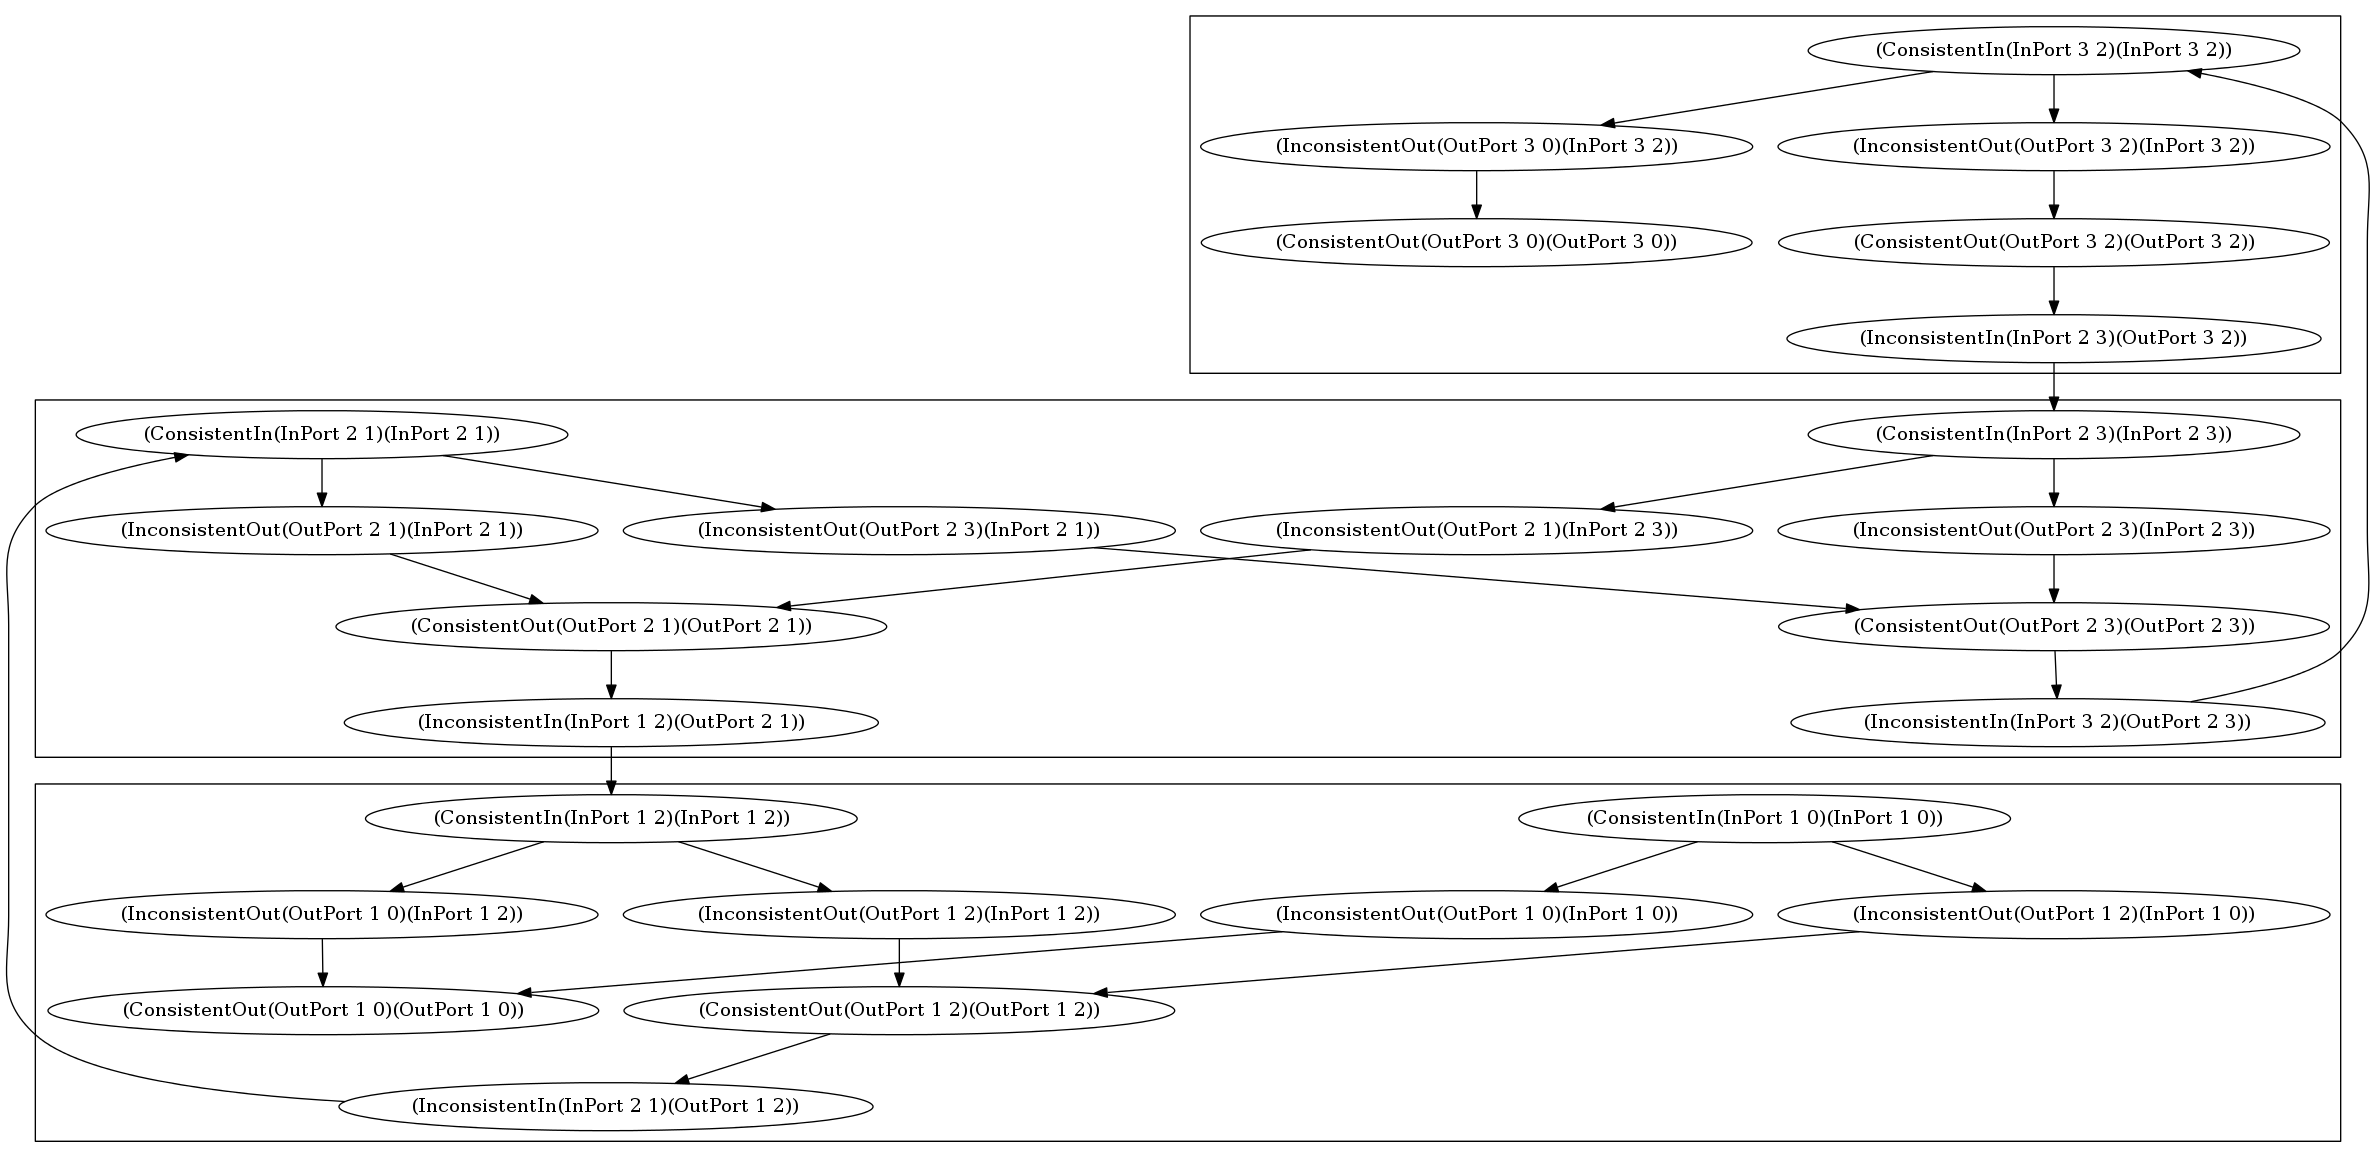 (ConsistentIn(InPort 3 2)(InPort 3 2))
(InconsistentOut(OutPort 3 0)(InPort 3 2))
(InconsistentOut(OutPort 3 2)(InPort 3 2))
(ConsistentOut(OutPort 3 0)(OutPort 3 0))
(ConsistentOut(OutPort 3 2)(OutPort 3 2))
(InconsistentIn(InPort 2 3)(OutPort 3 2))
(ConsistentIn(InPort 2 1)(InPort 2 1))
(ConsistentIn(InPort 2 3)(InPort 2 3))
(InconsistentOut(OutPort 2 1)(InPort 2 1))
(InconsistentOut(OutPort 2 3)(InPort 2 1))
(InconsistentOut(OutPort 2 1)(InPort 2 3))
(InconsistentOut(OutPort 2 3)(InPort 2 3))
(ConsistentOut(OutPort 2 1)(OutPort 2 1))
(ConsistentOut(OutPort 2 3)(OutPort 2 3))
(InconsistentIn(InPort 1 2)(OutPort 2 1))
(InconsistentIn(InPort 3 2)(OutPort 2 3))
(ConsistentIn(InPort 1 2)(InPort 1 2))
(ConsistentIn(InPort 1 0)(InPort 1 0))
(InconsistentOut(OutPort 1 0)(InPort 1 2))
(InconsistentOut(OutPort 1 2)(InPort 1 2))
(InconsistentOut(OutPort 1 0)(InPort 1 0))
(InconsistentOut(OutPort 1 2)(InPort 1 0))
(ConsistentOut(OutPort 1 0)(OutPort 1 0))
(ConsistentOut(OutPort 1 2)(OutPort 1 2))
(InconsistentIn(InPort 2 1)(OutPort 1 2))